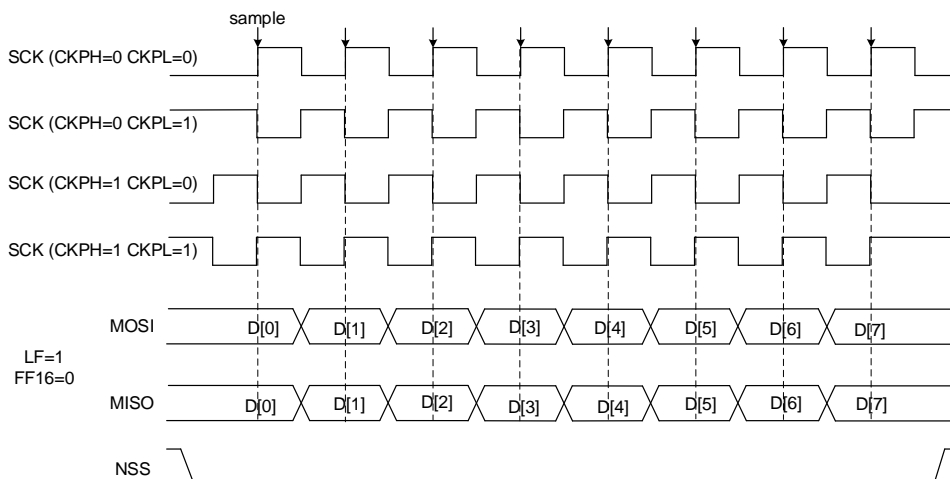 sample
SCK (CKPH=0 CKPL=0)
SCK (CKPH=0 CKPL=1)
SCK (CKPH=1 CKPL=0)
SCK (CKPH=1 CKPL=1)
MOSI D[0] D[1] D[2] D[3] D[4] D[5] D[6] D[7]
LF=1
FF16=0
MISO D[0] D[1] D[2] D[3] D[4] D[5] D[6] D[7]
NSS